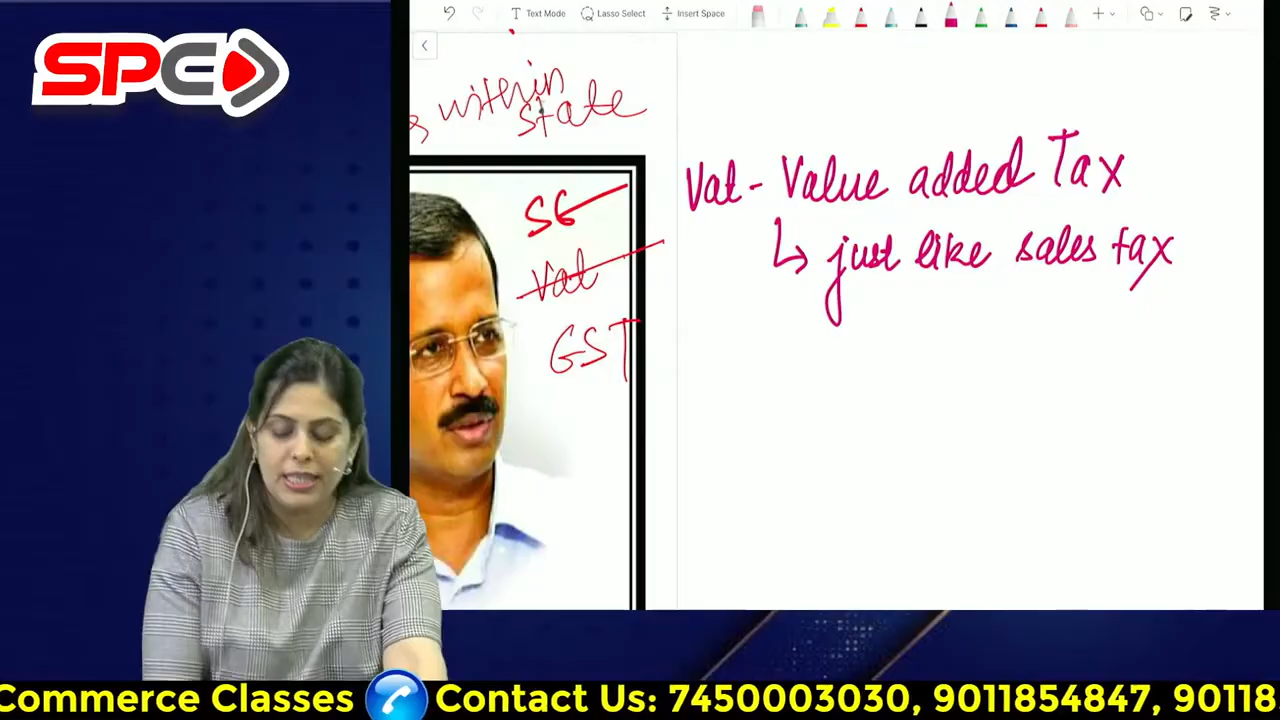 SPC
Text Mode
Lasso Select
Insert Space
within
state
SG
Vat
GST
Vat - Value added Tax
↳ just like sales tax
Commerce Classes
Contact Us: 7450003030, 9011854847, 90118